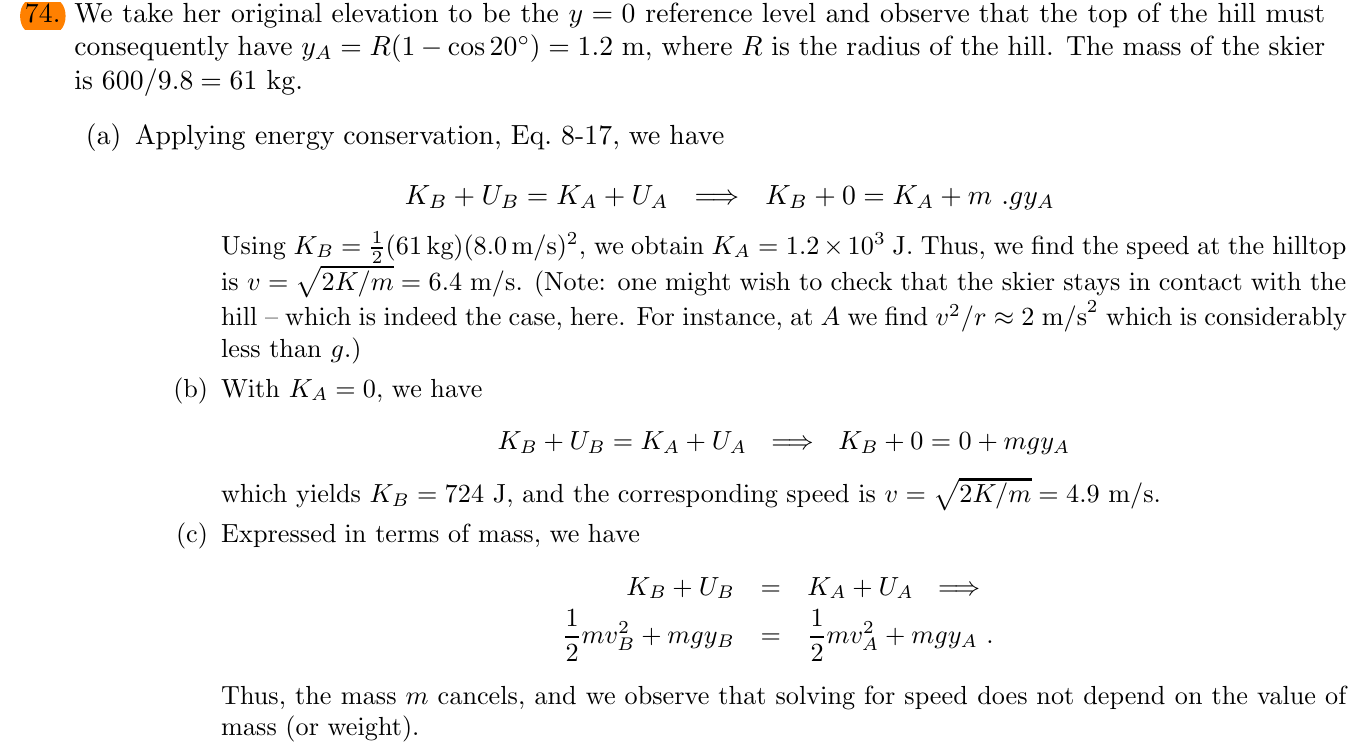 74. We take her original elevation to be the y = 0 reference level and observe that the top of the hill must
consequently have y_A = R(1 − cos 20°) = 1.2 m, where R is the radius of the hill. The mass of the skier
is 600/9.8 = 61 kg.
(a) Applying energy conservation, Eq. 8-17, we have
K_B + U_B = K_A + U_A ⟹ K_B + 0 = K_A + m .gy_A
Using K_B = ½(61 kg)(8.0 m/s)², we obtain K_A = 1.2 × 10³ J. Thus, we find the speed at the hilltop
is v = √(2K/m) = 6.4 m/s. (Note: one might wish to check that the skier stays in contact with the
hill – which is indeed the case, here. For instance, at A we find v²/r ≈ 2 m/s² which is considerably
less than g.)
(b) With K_A = 0, we have
K_B + U_B = K_A + U_A ⟹ K_B + 0 = 0 + mgy_A
which yields K_B = 724 J, and the corresponding speed is v = √(2K/m) = 4.9 m/s.
(c) Expressed in terms of mass, we have
K_B + U_B = K_A + U_A ⟹
½mv_B² + mgy_B = ½mv_A² + mgy_A .
Thus, the mass m cancels, and we observe that solving for speed does not depend on the value of
mass (or weight).